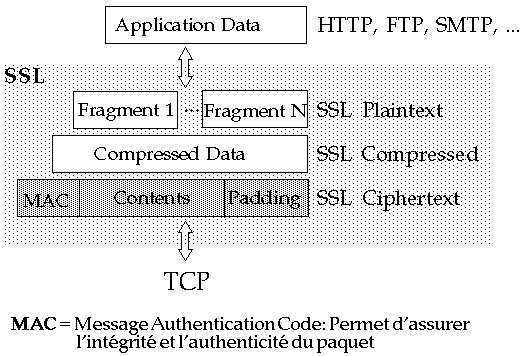 Application Data HTTP, FTP, SMTP, ...
SSL
Fragment 1 ... Fragment N SSL Plaintext
Compressed Data SSL Compressed
MAC Contents Padding SSL Ciphertext
TCP
MAC = Message Authentication Code: Permet d'assurer
l'intégrité et l'authenticité du paquet